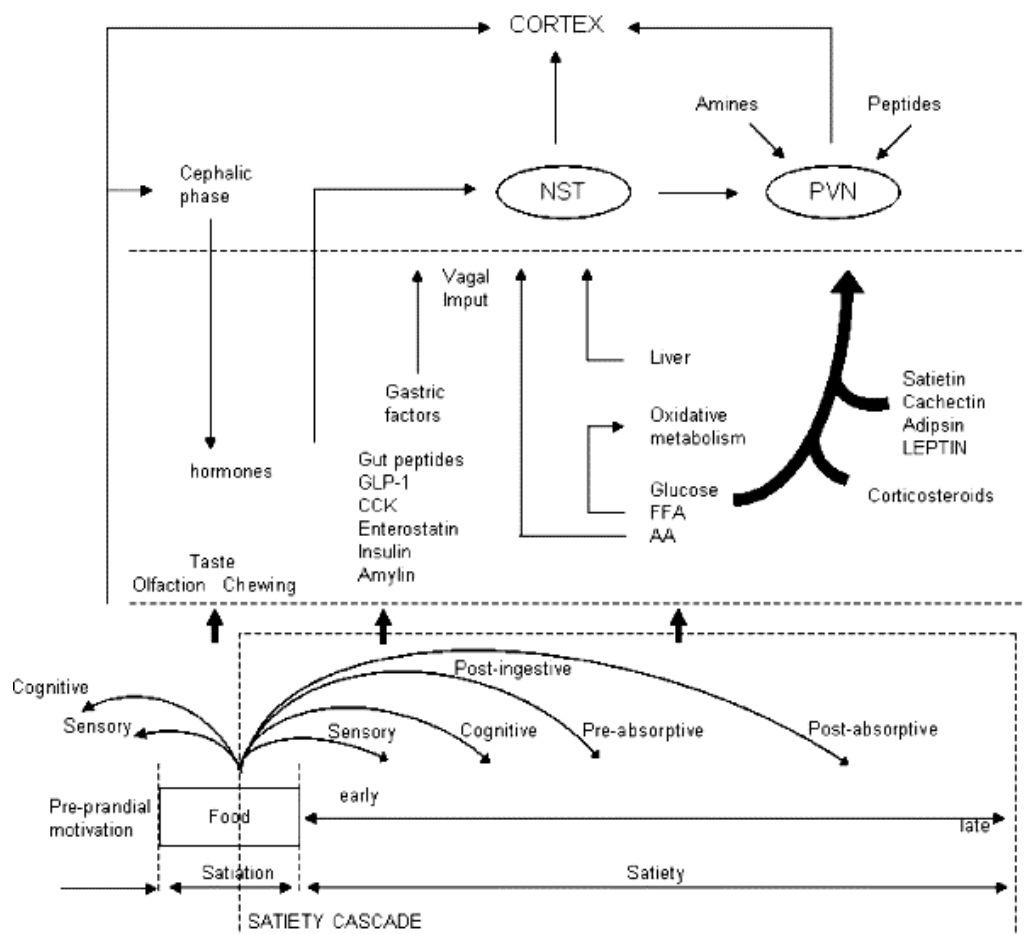 CORTEX
Amines
Peptides
Cephalic
phase
NST
PVN
Vagal
Imput
Liver
Gastric
factors
Oxidative
metabolism
Satietin
Cachectin
Adipsin
LEPTIN
hormones
Gut peptides
GLP-1
CCK
Enterostatin
Insulin
Amylin
Glucose
FFA
AA
Corticosteroids
Taste
Olfaction Chewing
Post-ingestive
Cognitive
Sensory
Sensory
Cognitive
Pre-absorptive
Post-absorptive
Pre-prandial
motivation
Food
early
late
Satiation
Satiety
SATIETY CASCADE